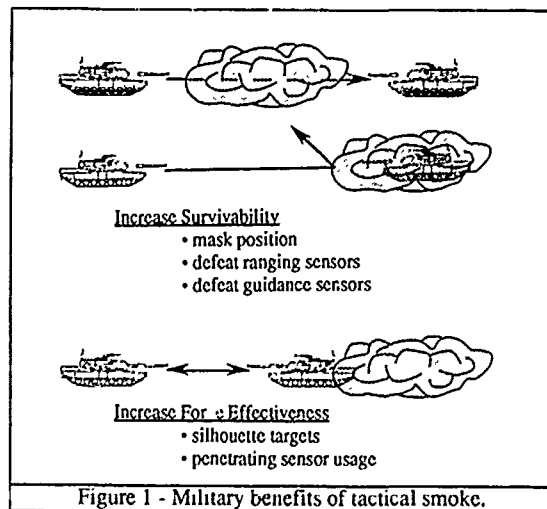 Increase Survivability
• mask position
• defeat ranging sensors
• defeat guidance sensors
Increase For e Effectiveness
• silhouette targets
• penetrating sensor usage
Figure 1 - Military benefits of tactical smoke.